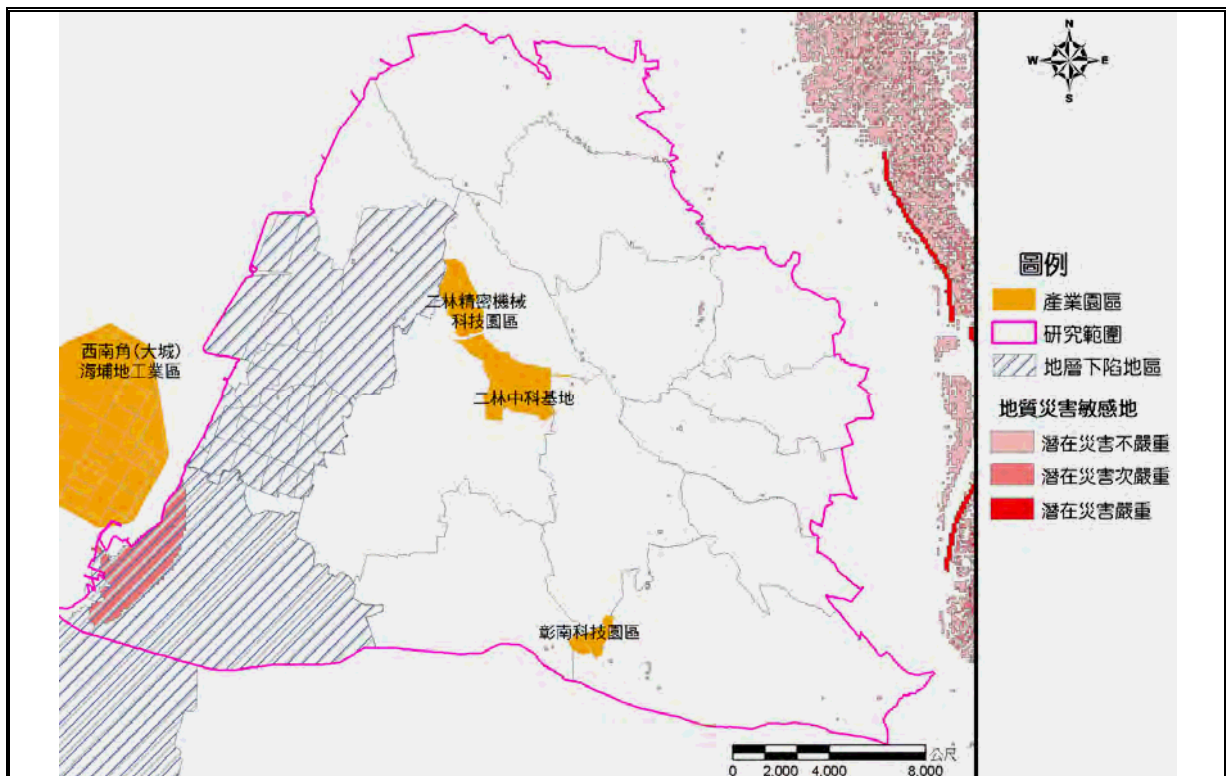 N
W E
S
二林精密機械
科技園區
西南角(大城)
海埔地工業區
二林中科基地
彰南科技園區
圖例
產業園區
研究範圍
地層下陷地區
地質災害敏感地
潛在災害不嚴重
潛在災害次嚴重
潛在災害嚴重
公尺
0 2,000 4,000 8,000